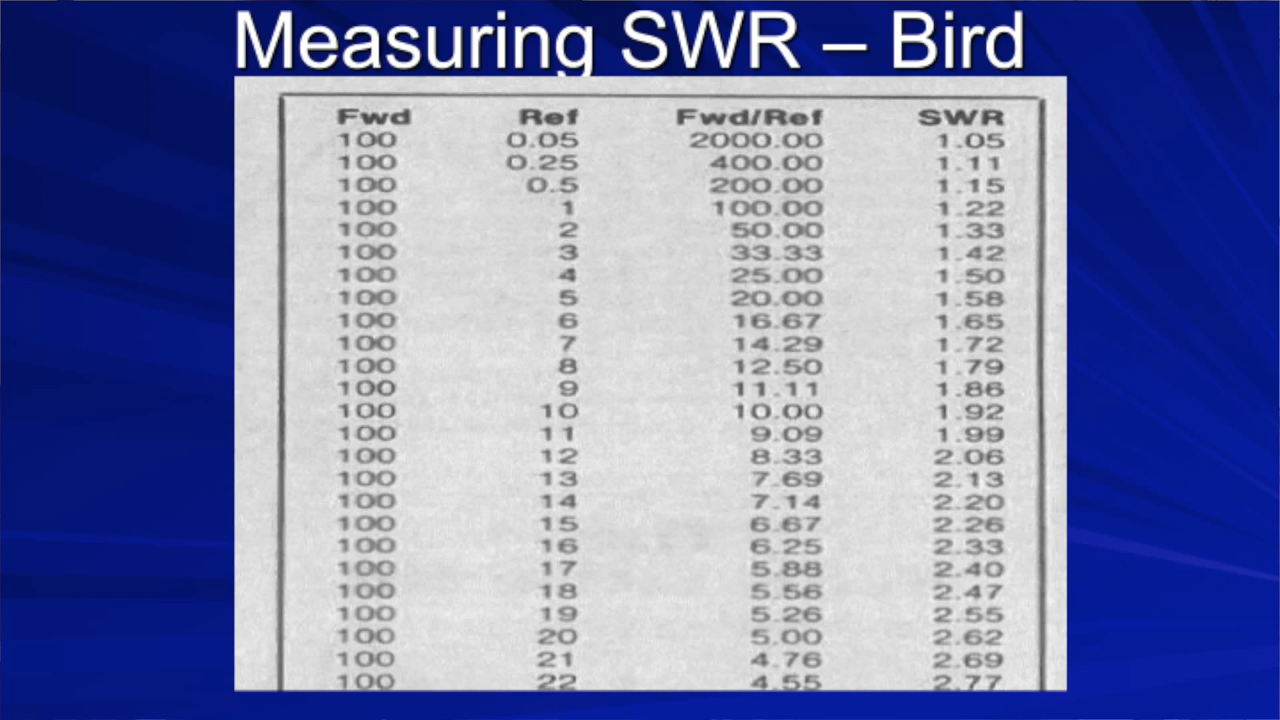 Measuring SWR – Bird
Fwd Ref Fwd/Ref SWR
100 0.05 2000.00 1.05
100 0.25 400.00 1.11
100 0.5 200.00 1.15
100 1 100.00 1.22
100 2 50.00 1.33
100 3 33.33 1.42
100 4 25.00 1.50
100 5 20.00 1.58
100 6 16.67 1.65
100 7 14.29 1.72
100 8 12.50 1.79
100 9 11.11 1.86
100 10 10.00 1.92
100 11 9.09 1.99
100 12 8.33 2.06
100 13 7.69 2.13
100 14 7.14 2.20
100 15 6.67 2.26
100 16 6.25 2.33
100 17 5.88 2.40
100 18 5.56 2.47
100 19 5.26 2.55
100 20 5.00 2.62
100 21 4.76 2.69
100 22 4.55 2.77